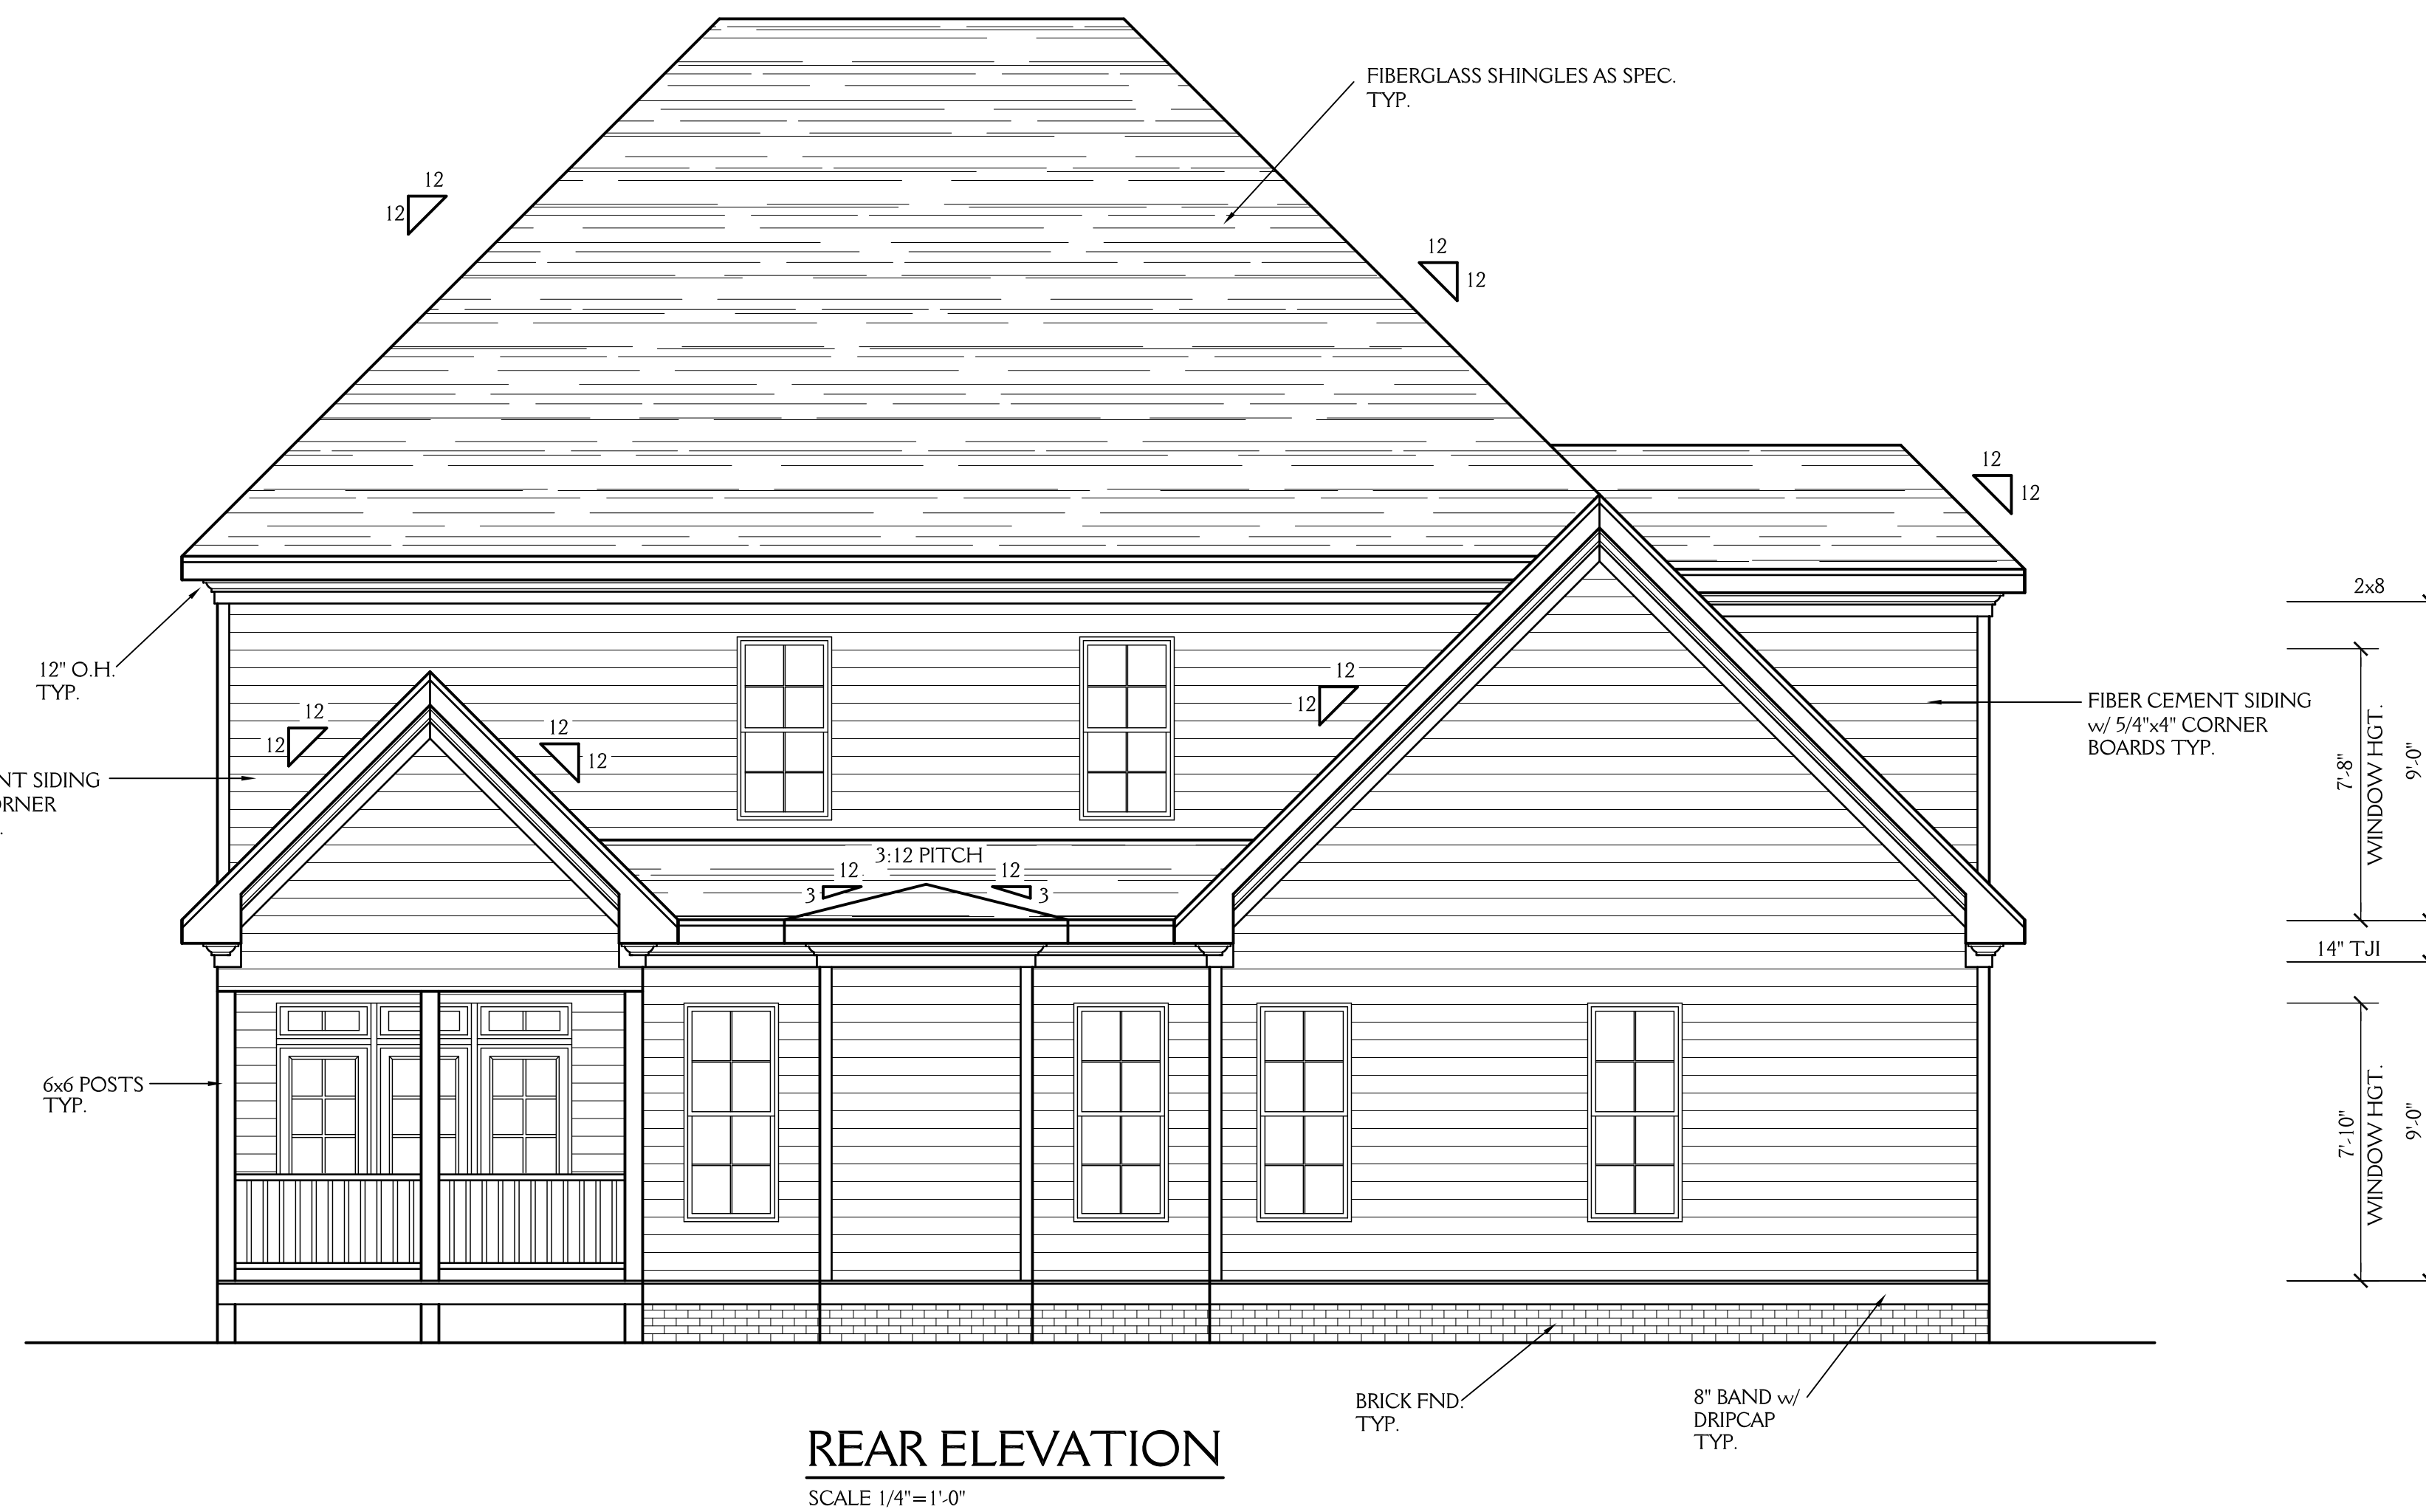 FIBERGLASS SHINGLES AS SPEC.
TYP.
12
12
12
12
12
12
2x8
12" O.H.
TYP.
12
12
FIBER CEMENT SIDING
w/ 5/4"x4" CORNER
BOARDS TYP.
12
12
12
12
7'-8"
WINDOW HGT.
9'-0"
NT SIDING
ORNER
3:12 PITCH
12
3
12
3
14" TJI
6x6 POSTS
TYP.
7'-10"
WINDOW HGT.
9'-0"
BRICK FND.
TYP.
8" BAND w/
DRIPCAP
TYP.
REAR ELEVATION
SCALE 1/4"=1'-0"